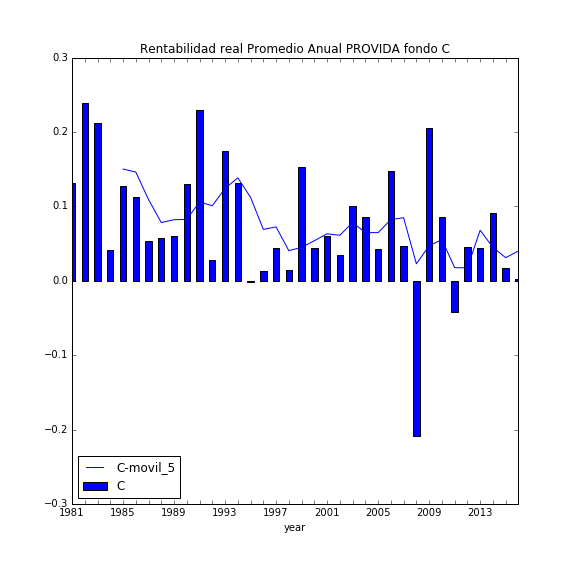 Rentabilidad real Promedio Anual PROVIDA fondo C
0.3
0.2
0.1
0.0
−0.1
−0.2
−0.3
C-movil_5
C
1981 1985 1989 1993 1997 2001 2005 2009 2013
year